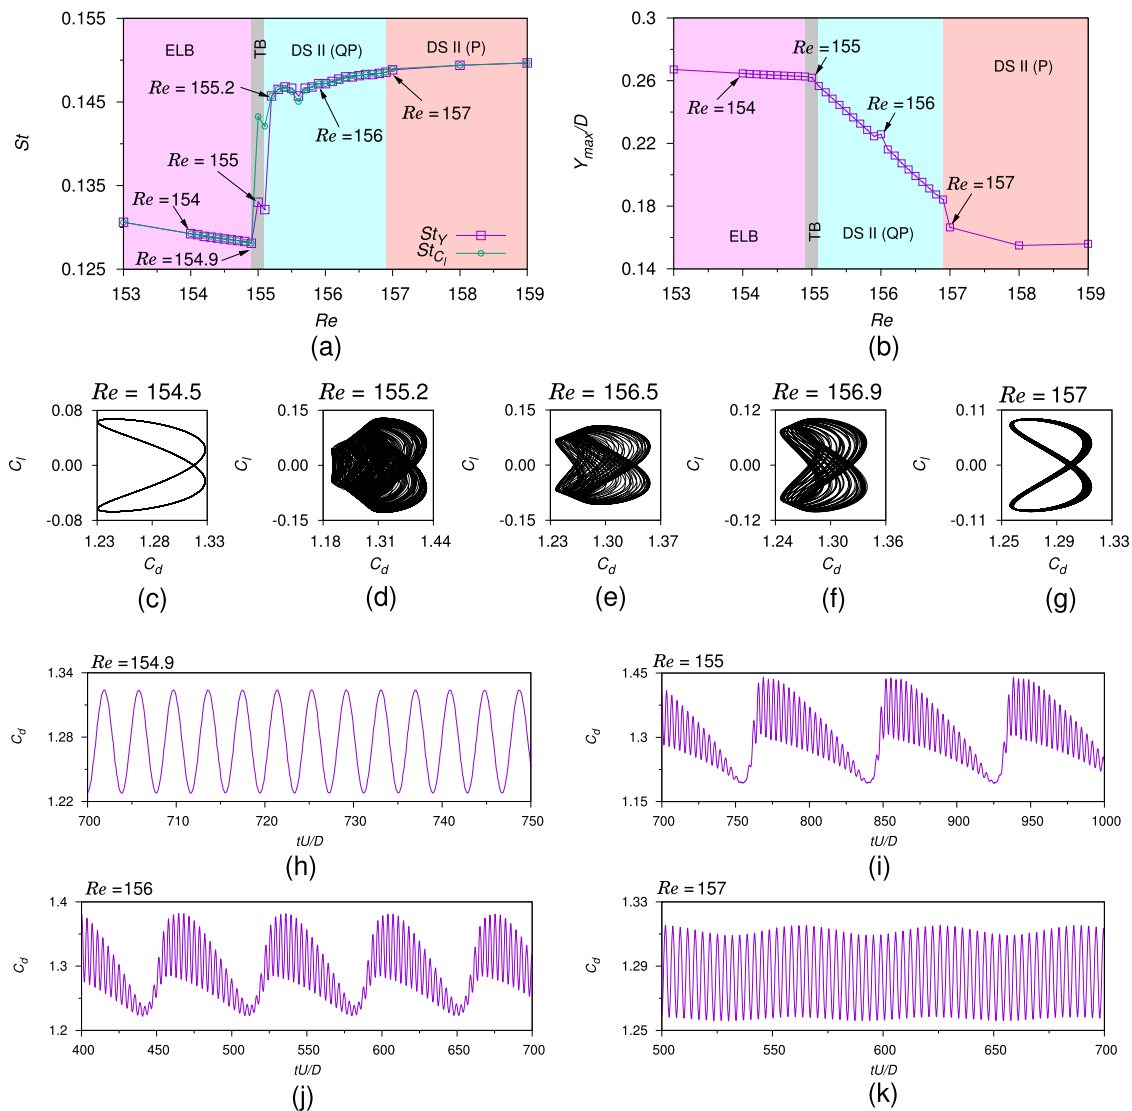 0.155
0.145
0.135
0.125
St
ELB
TB
DS II (QP)
DS II (P)
Re = 155.2
Re = 157
Re = 156
Re = 155
Re = 154
Re = 154.9
St_Y
St_{C_l}
153 154 155 156 157 158 159
Re
(a)
0.3
0.26
0.22
0.18
0.14
Y_{max}/D
Re = 155
Re = 154
Re = 156
DS II (P)
Re = 157
ELB
TB
DS II (QP)
153 154 155 156 157 158 159
Re
(b)
Re = 154.5
0.08
0.00
-0.08
C_l
1.23 1.28 1.33
C_d
(c)
Re = 155.2
0.15
0.00
-0.15
C_l
1.18 1.31 1.44
C_d
(d)
Re = 156.5
0.15
0.00
-0.15
C_l
1.23 1.30 1.37
C_d
(e)
Re = 156.9
0.12
0.00
-0.12
C_l
1.24 1.30 1.36
C_d
(f)
Re = 157
0.11
0.00
-0.11
C_l
1.25 1.29 1.33
C_d
(g)
Re = 154.9
1.34
1.28
1.22
C_d
700 710 720 730 740 750
tU/D
(h)
Re = 155
1.45
1.3
1.15
C_d
700 750 800 850 900 950 1000
tU/D
(i)
Re = 156
1.4
1.3
1.2
C_d
400 450 500 550 600 650 700
tU/D
(j)
Re = 157
1.33
1.29
1.25
C_d
500 550 600 650 700
tU/D
(k)